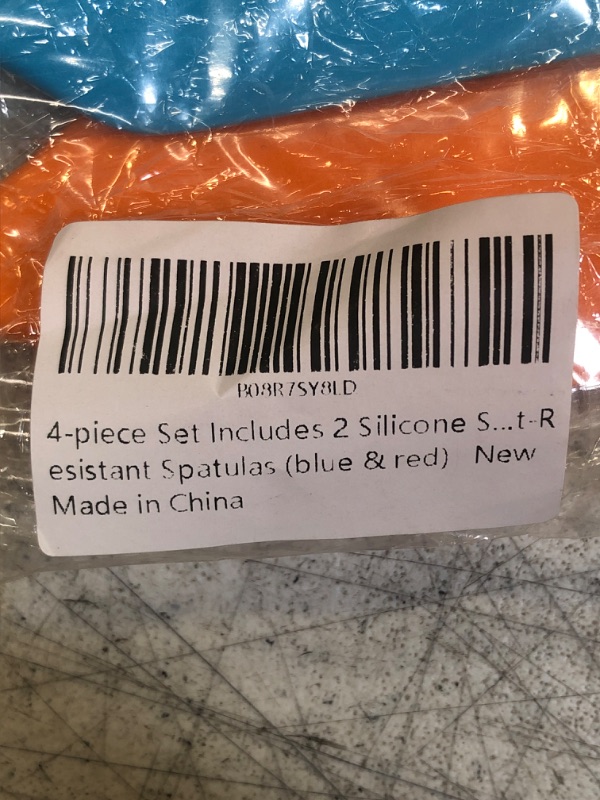 B08R7SY8LD
4-piece Set Includes 2 Silicone S...t-R
esistant Spatulas (blue & red) New
Made in China